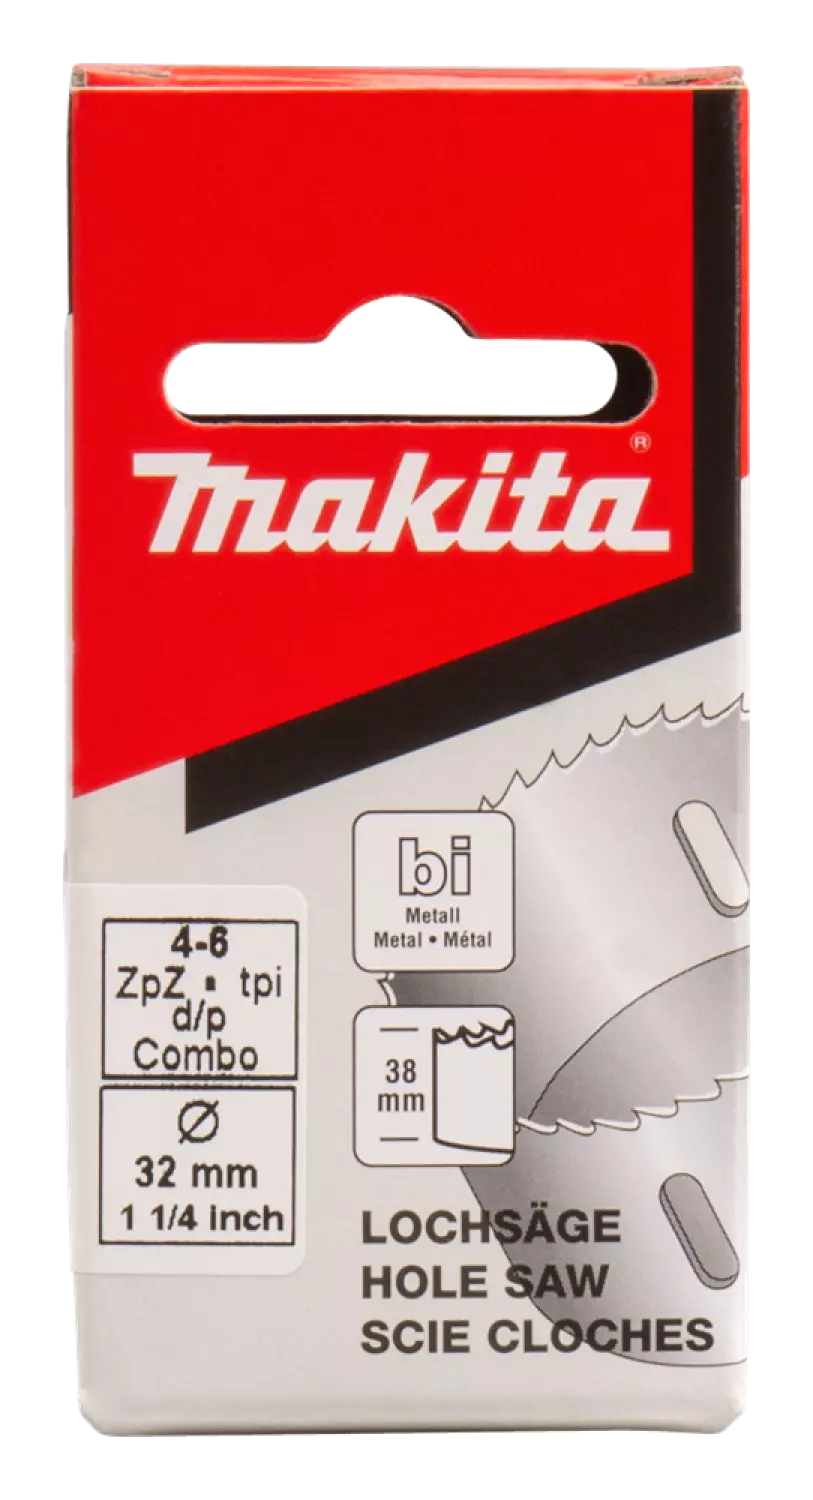 makita®
bi
Metall
Metal • Métal
4-6
ZpZ ▪ tpi
d/p
Combo
38
mm
Ø
32 mm
1 1/4 inch
LOCHSÄGE
HOLE SAW
SCIE CLOCHES